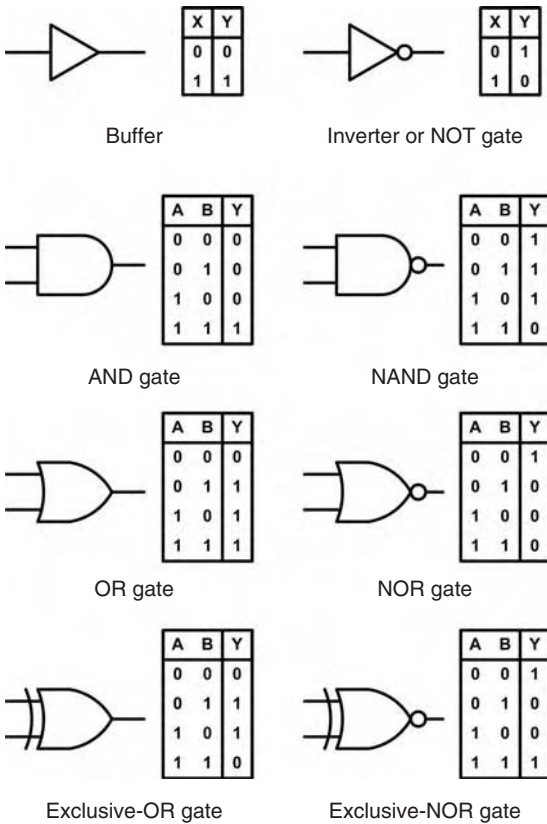 X Y
0 0
1 1
Buffer
X Y
0 1
1 0
Inverter or NOT gate
A B Y
0 0 0
0 1 0
1 0 0
1 1 1
AND gate
A B Y
0 0 1
0 1 1
1 0 1
1 1 0
NAND gate
A B Y
0 0 0
0 1 1
1 0 1
1 1 1
OR gate
A B Y
0 0 1
0 1 0
1 0 0
1 1 0
NOR gate
A B Y
0 0 0
0 1 1
1 0 1
1 1 0
Exclusive-OR gate
A B Y
0 0 1
0 1 0
1 0 0
1 1 1
Exclusive-NOR gate